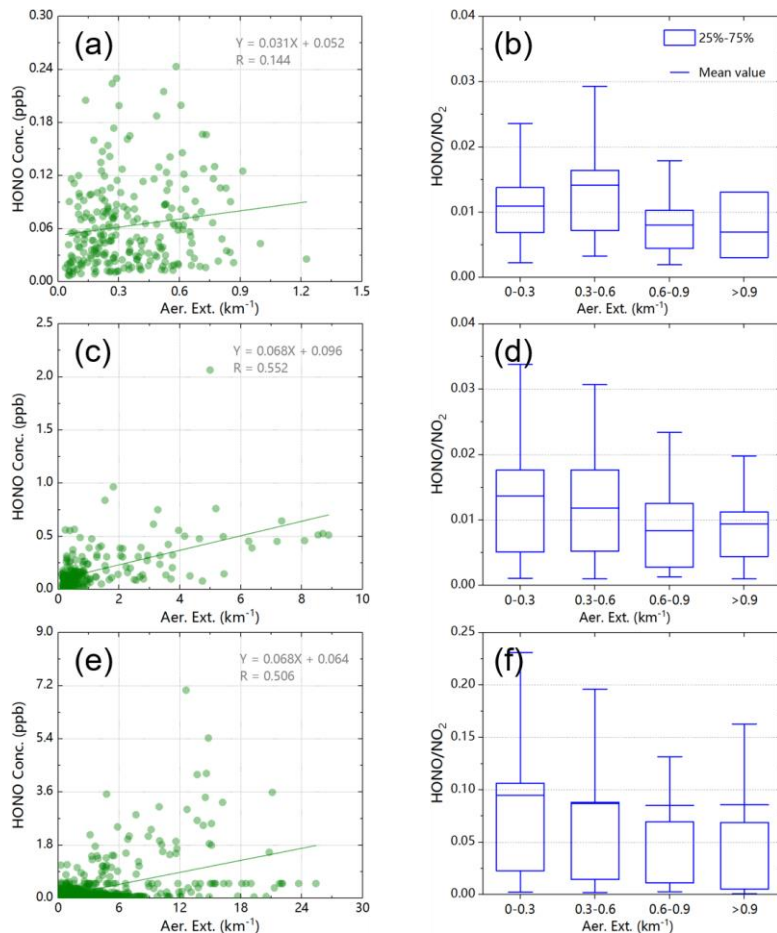 (a)
Y = 0.031X + 0.052
R = 0.144
HONO Conc. (ppb)
0.30
0.24
0.18
0.12
0.06
0.00
0.0 0.3 0.6 0.9 1.2 1.5
Aer. Ext. (km⁻¹)
(b)
25%-75%
Mean value
HONO/NO₂
0.04
0.03
0.02
0.01
0.00
0-0.3 0.3-0.6 0.6-0.9 >0.9
Aer. Ext. (km⁻¹)
(c)
Y = 0.068X + 0.096
R = 0.552
HONO Conc. (ppb)
2.5
2.0
1.5
1.0
0.5
0.0
0 2 4 6 8 10
Aer. Ext. (km⁻¹)
(d)
HONO/NO₂
0.04
0.03
0.02
0.01
0.00
0-0.3 0.3-0.6 0.6-0.9 >0.9
Aer. Ext. (km⁻¹)
(e)
Y = 0.068X + 0.064
R = 0.506
HONO Conc. (ppb)
9.0
7.2
5.4
3.6
1.8
0.0
0 6 12 18 24 30
Aer. Ext. (km⁻¹)
(f)
HONO/NO₂
0.25
0.20
0.15
0.10
0.05
0.00
0-0.3 0.3-0.6 0.6-0.9 >0.9
Aer. Ext. (km⁻¹)